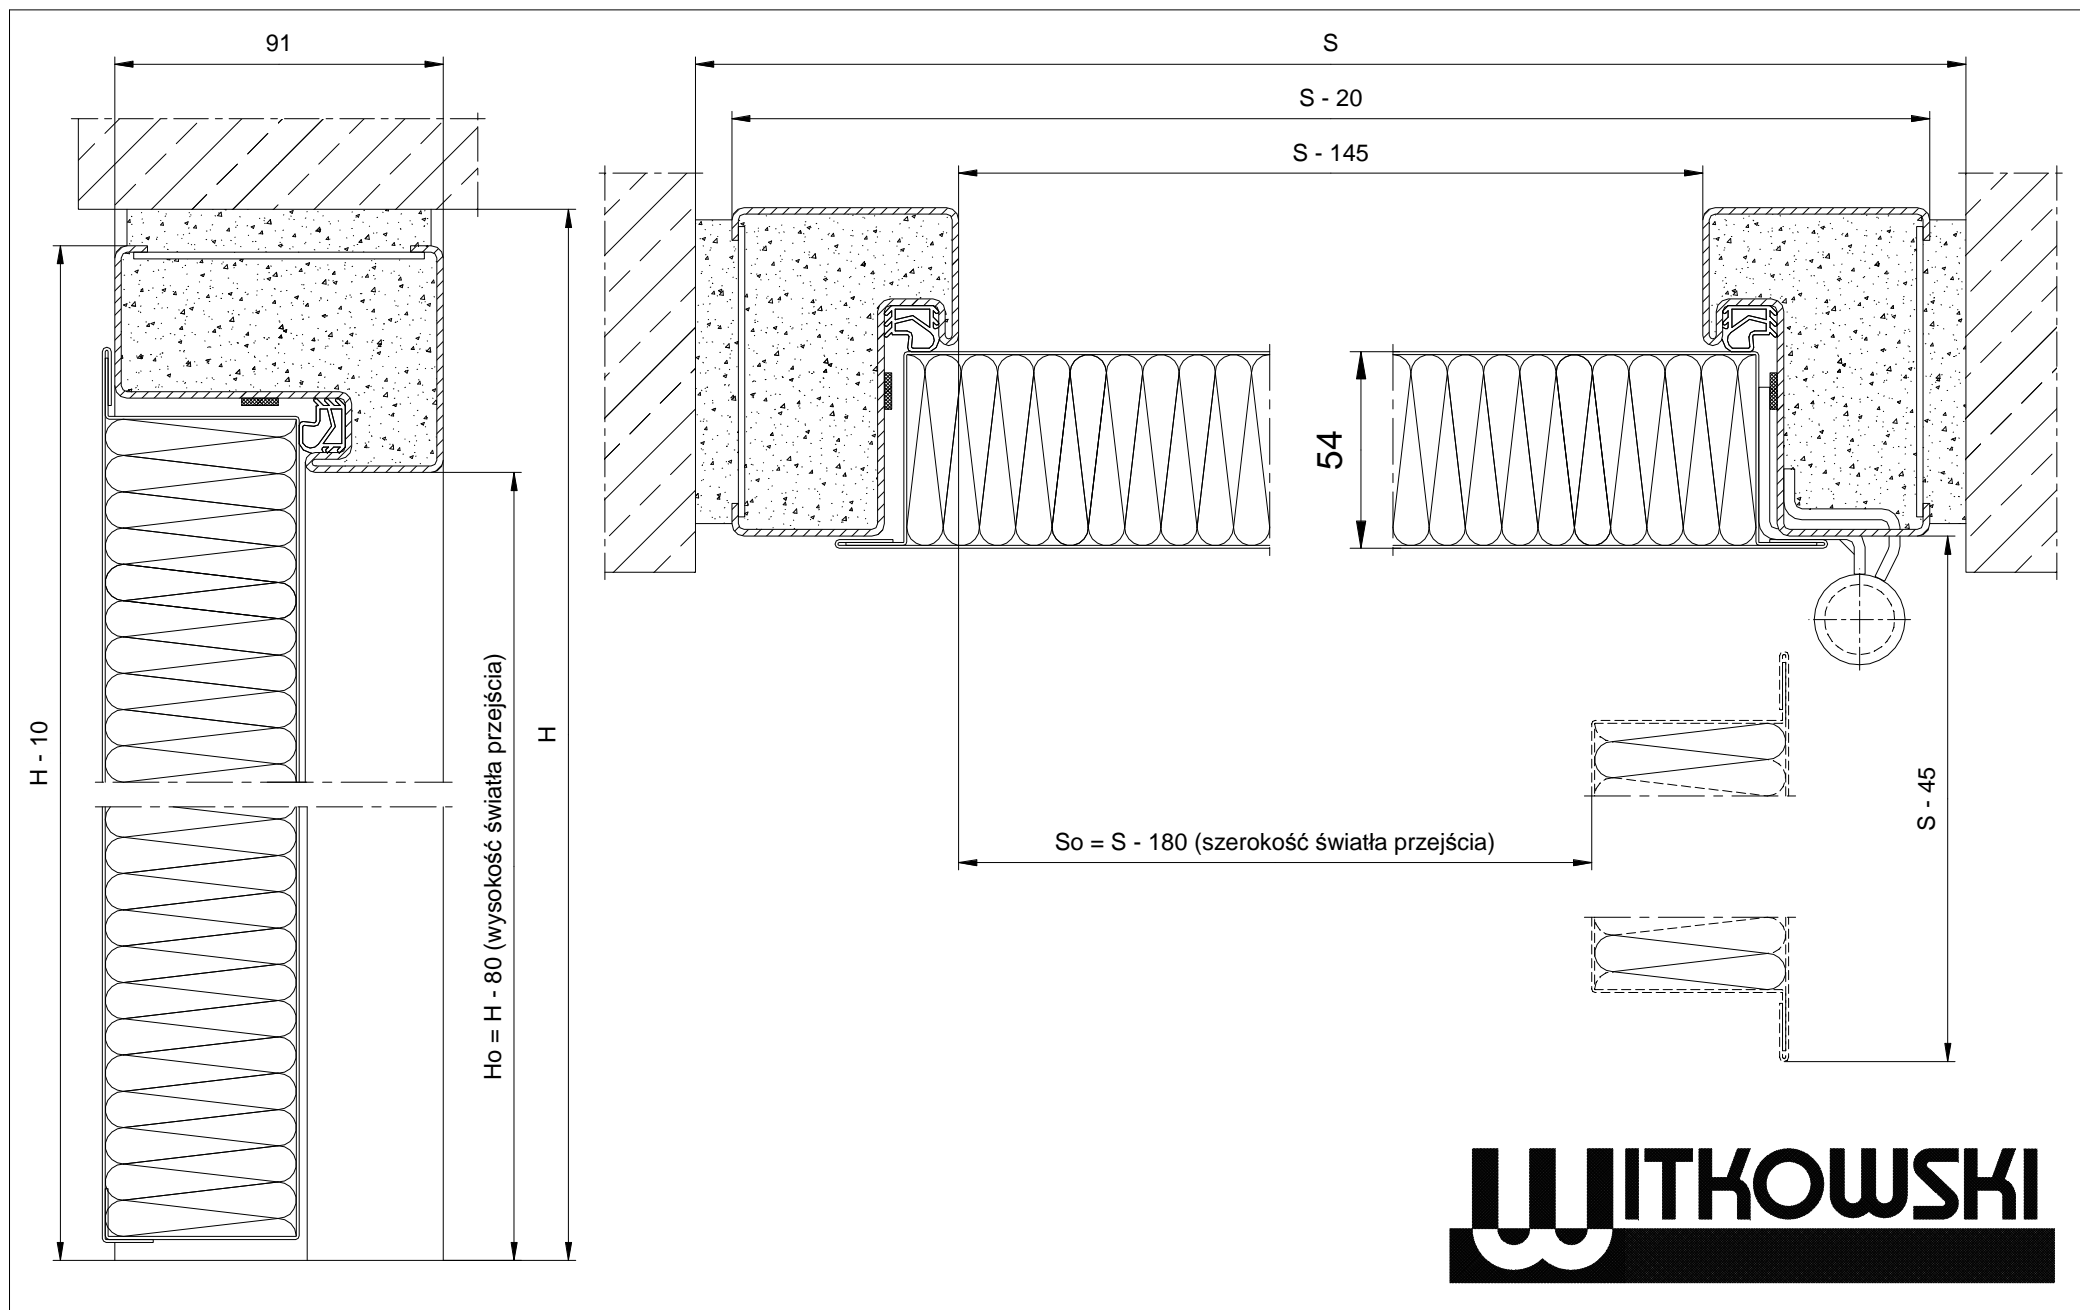 91
S
S - 20
S - 145
54
H - 10
Ho = H - 80 (wysokość światła przejścia)
H
So = S - 180 (szerokość światła przejścia)
S - 45
WITKOWSKI